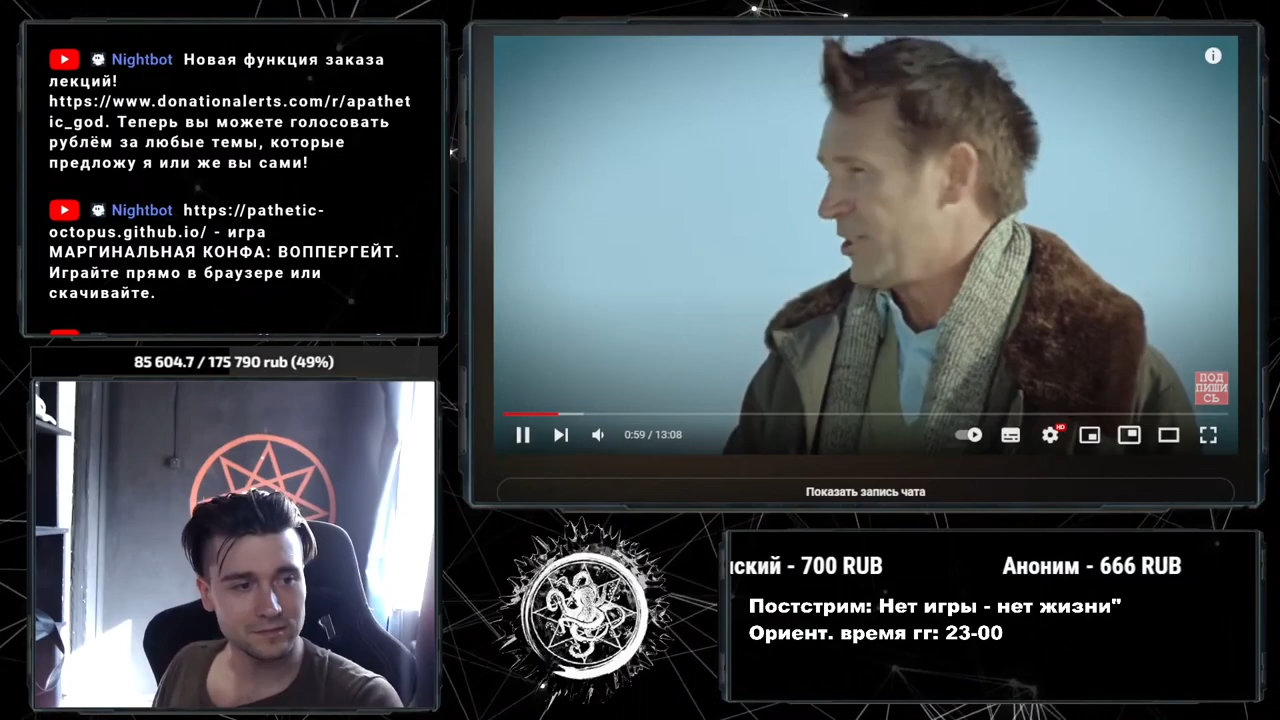 Nightbot Новая функция заказа
лекций!
https://www.donationalerts.com/r/apathet
ic_god. Теперь вы можете голосовать
рублём за любые темы, которые
предложу я или же вы сами!
Nightbot https://pathetic-
octopus.github.io/ - игра
МАРГИНАЛЬНАЯ КОНФА: ВОППЕРГЕЙТ.
Играйте прямо в браузере или
скачивайте.
85 604.7 / 175 790 rub (49%)
ПОД
ПИШИ
СЬ
0:59 / 13:08
HD
Показать запись чата
ский - 700 RUB
Аноним - 666 RUB
Постстрим: Нет игры - нет жизни"
Ориент. время гг: 23-00